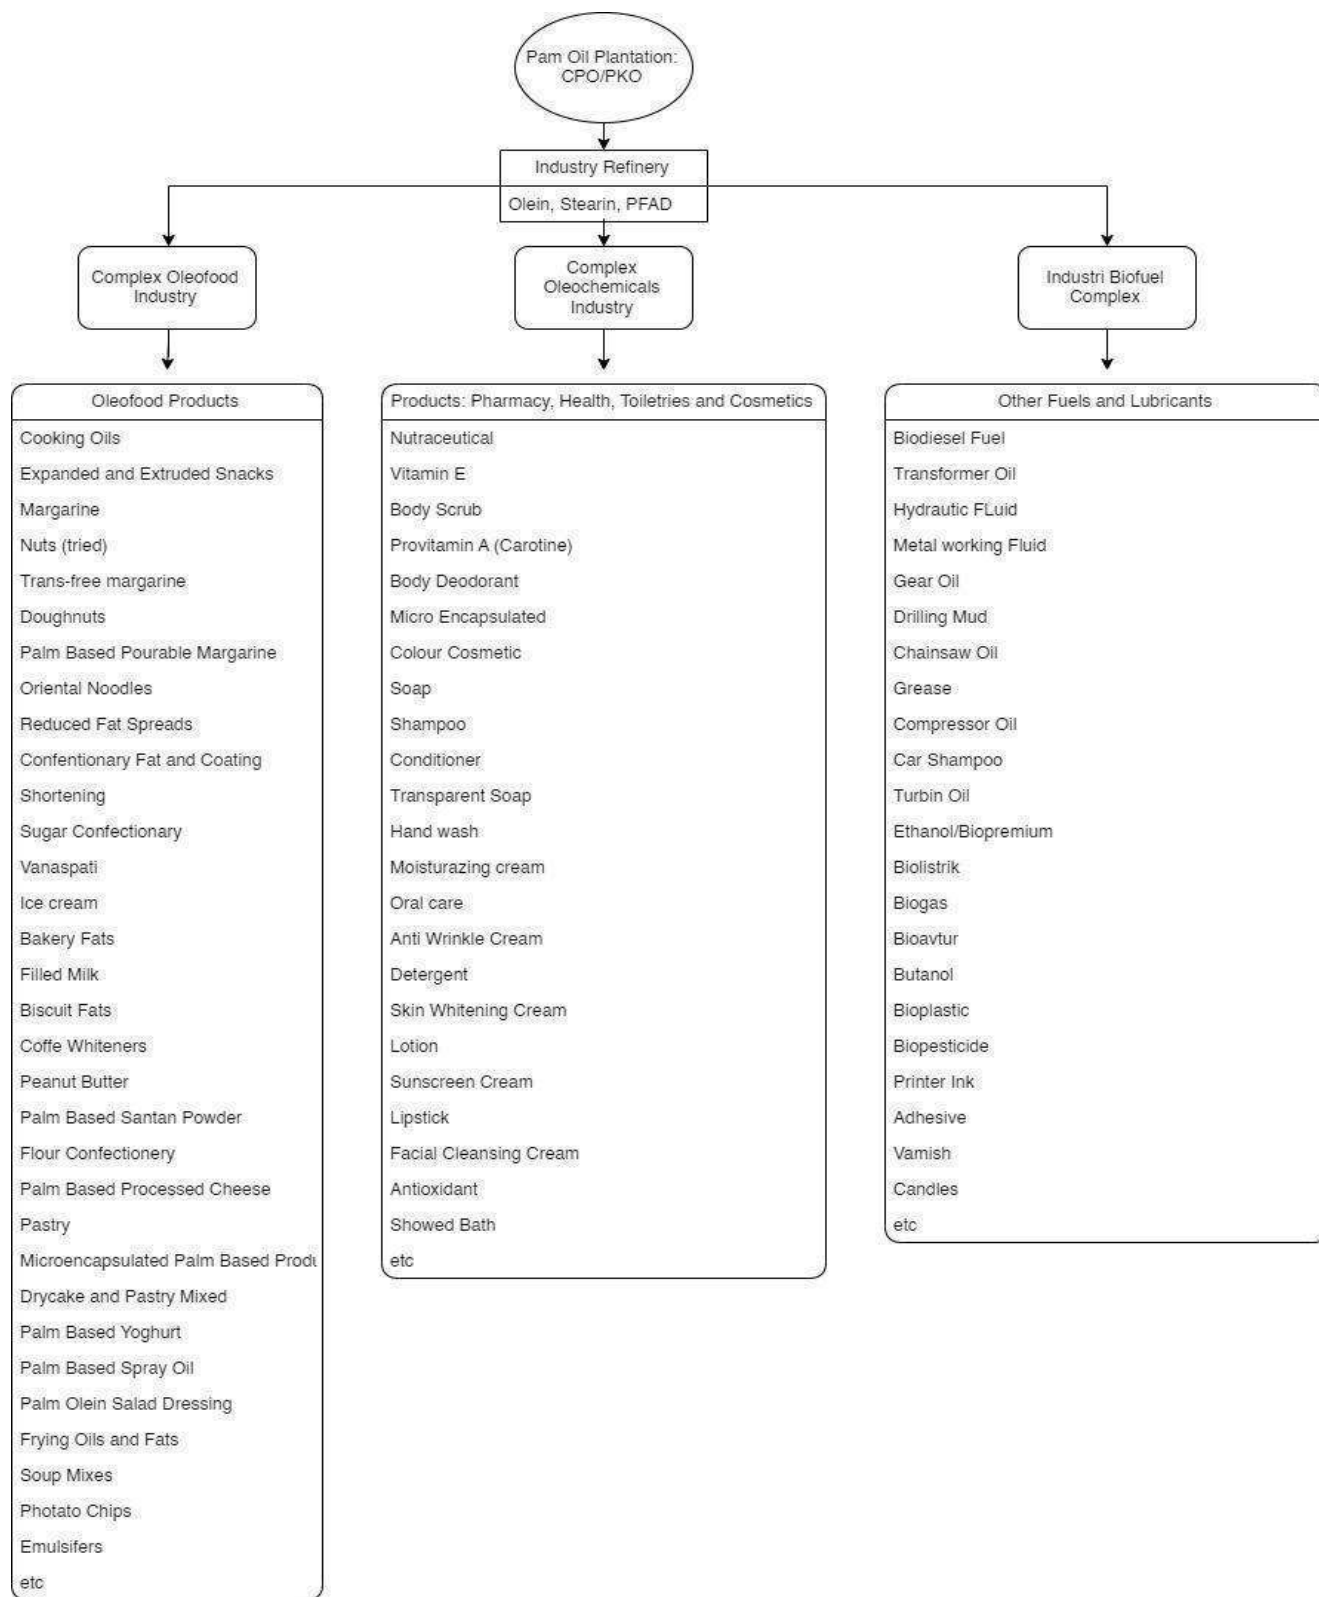 Pam Oil Plantation:
CPO/PKO
Industry Refinery
Olein, Stearin, PFAD
Complex Oleofood
Industry
Complex
Oleochemicals
Industry
Industri Biofuel
Complex
Oleofood Products
Cooking Oils
Expanded and Extruded Snacks
Margarine
Nuts (tried)
Trans-free margarine
Doughnuts
Palm Based Pourable Margarine
Oriental Noodles
Reduced Fat Spreads
Confentionary Fat and Coating
Shortening
Sugar Confectionary
Vanaspati
Ice cream
Bakery Fats
Filled Milk
Biscuit Fats
Coffe Whiteners
Peanut Butter
Palm Based Santan Powder
Flour Confectionery
Palm Based Processed Cheese
Pastry
Microencapsulated Palm Based Produ
Drycake and Pastry Mixed
Palm Based Yoghurt
Palm Based Spray Oil
Palm Olein Salad Dressing
Frying Oils and Fats
Soup Mixes
Photato Chips
Emulsifers
etc
Products: Pharmacy, Health, Toiletries and Cosmetics
Nutraceutical
Vitamin E
Body Scrub
Provitamin A (Carotine)
Body Deodorant
Micro Encapsulated
Colour Cosmetic
Soap
Shampoo
Conditioner
Transparent Soap
Hand wash
Moisturazing cream
Oral care
Anti Wrinkle Cream
Detergent
Skin Whitening Cream
Lotion
Sunscreen Cream
Lipstick
Facial Cleansing Cream
Antioxidant
Showed Bath
etc
Other Fuels and Lubricants
Biodiesel Fuel
Transformer Oil
Hydrautic FLuid
Metal working Fluid
Gear Oil
Drilling Mud
Chainsaw Oil
Grease
Compressor Oil
Car Shampoo
Turbin Oil
Ethanol/Biopremium
Biolistrik
Biogas
Bioavtur
Butanol
Bioplastic
Biopesticide
Printer Ink
Adhesive
Vamish
Candles
etc